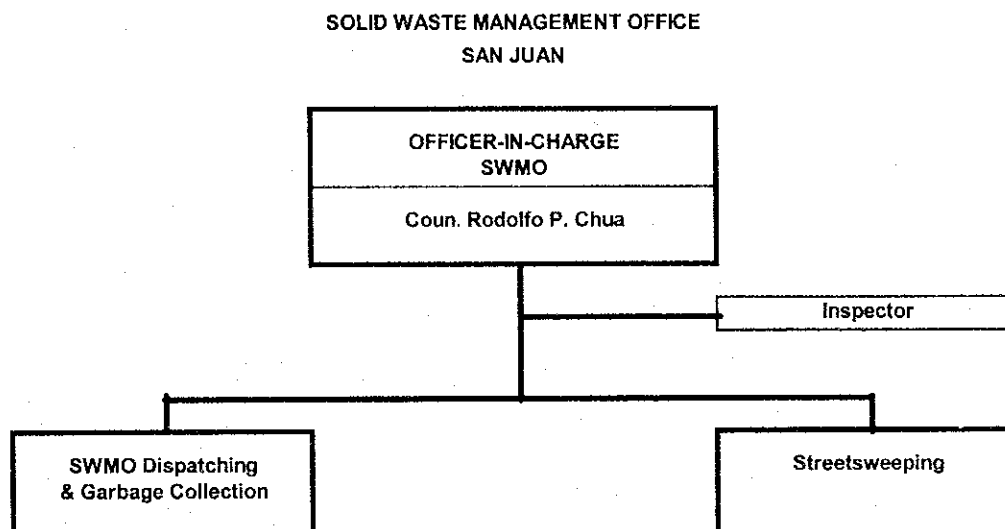 SOLID WASTE MANAGEMENT OFFICE
SAN JUAN
OFFICER-IN-CHARGE
SWMO
Coun. Rodolfo P. Chua
Inspector
SWMO Dispatching
& Garbage Collection
Streetsweeping